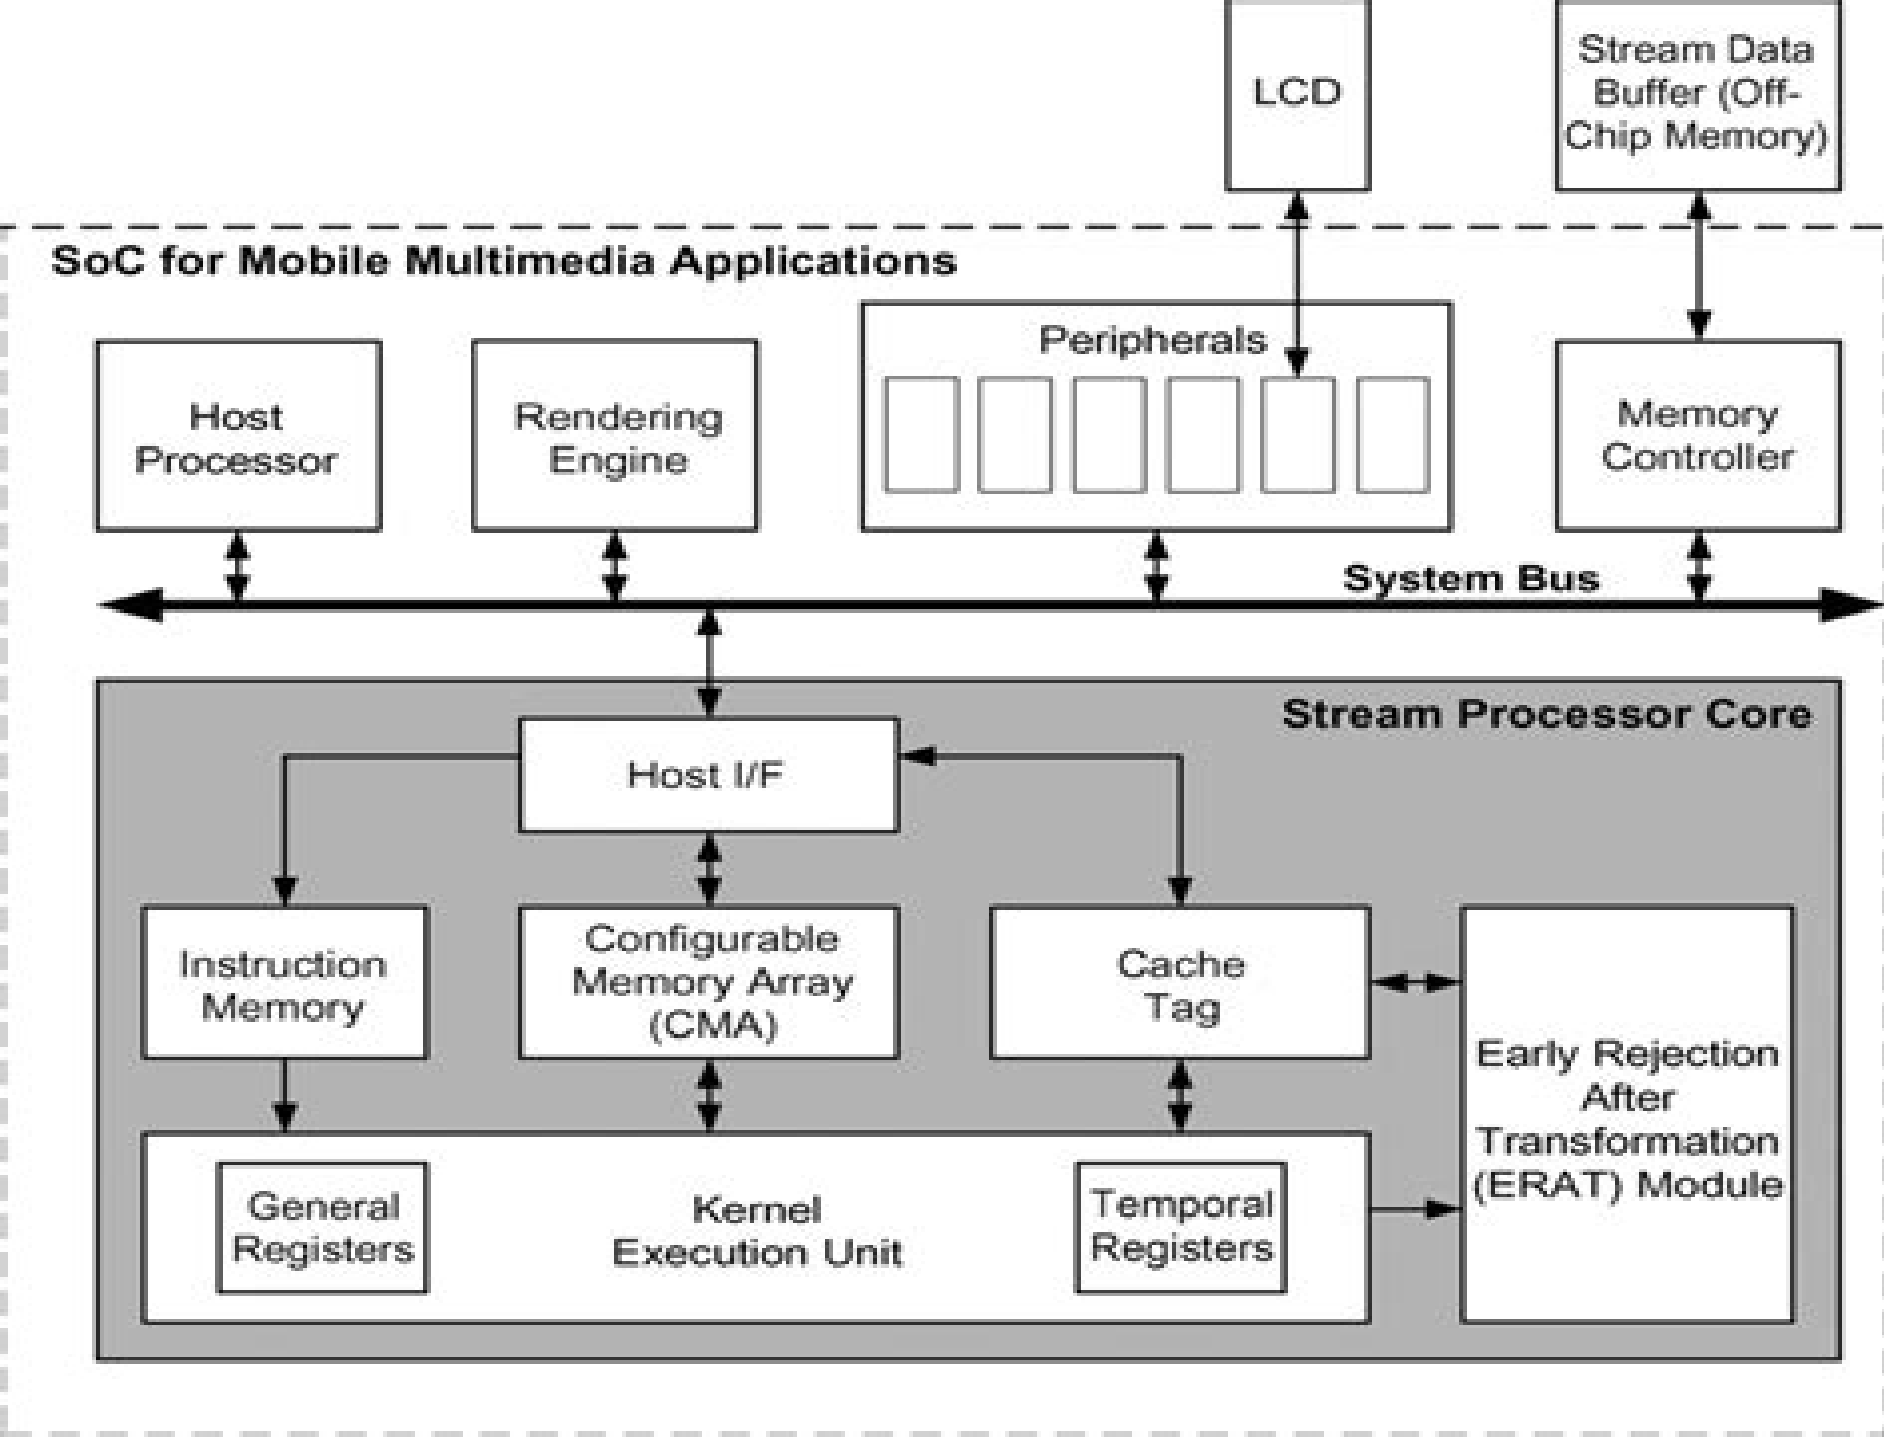 LCD
Stream Data
Buffer (Off-
Chip Memory)
SoC for Mobile Multimedia Applications
Host
Processor
Rendering
Engine
Peripherals
Memory
Controller
System Bus
Stream Processor Core
Host I/F
Instruction
Memory
Configurable
Memory Array
(CMA)
Cache
Tag
Early Rejection
After
Transformation
(ERAT) Module
General
Registers
Kernel
Execution Unit
Temporal
Registers